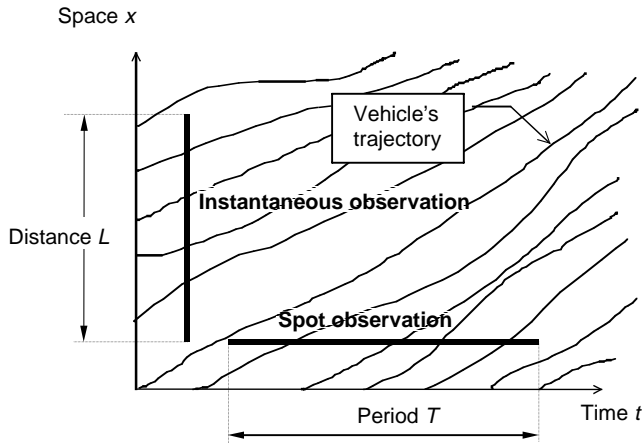 Space x
Vehicle's
trajectory
Instantaneous observation
Distance L
Spot observation
Time t
Period T